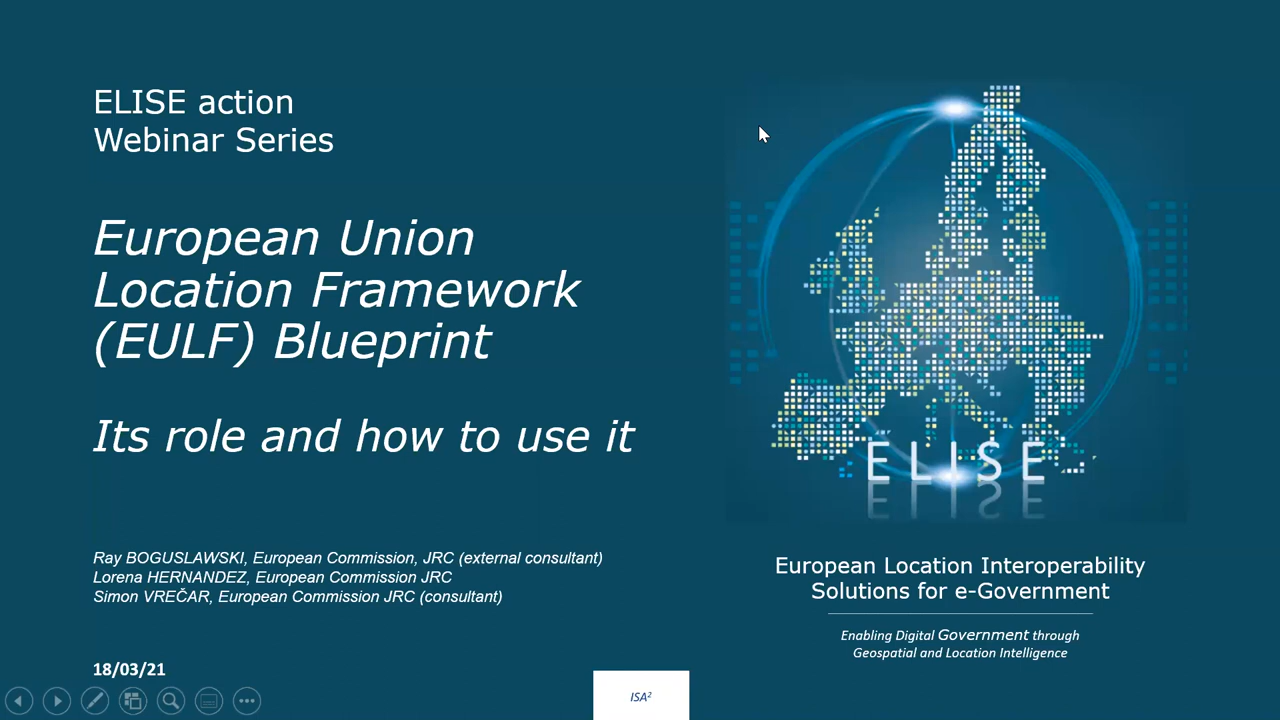 ELISE action
Webinar Series
European Union
Location Framework
(EULF) Blueprint
Its role and how to use it
Ray BOGUSLAWSKI, European Commission, JRC (external consultant)
Lorena HERNANDEZ, European Commission JRC
Simon VREČAR, European Commission JRC (consultant)
18/03/21
ELISE
European Location Interoperability
Solutions for e-Government
Enabling Digital Government through
Geospatial and Location Intelligence
ISA²